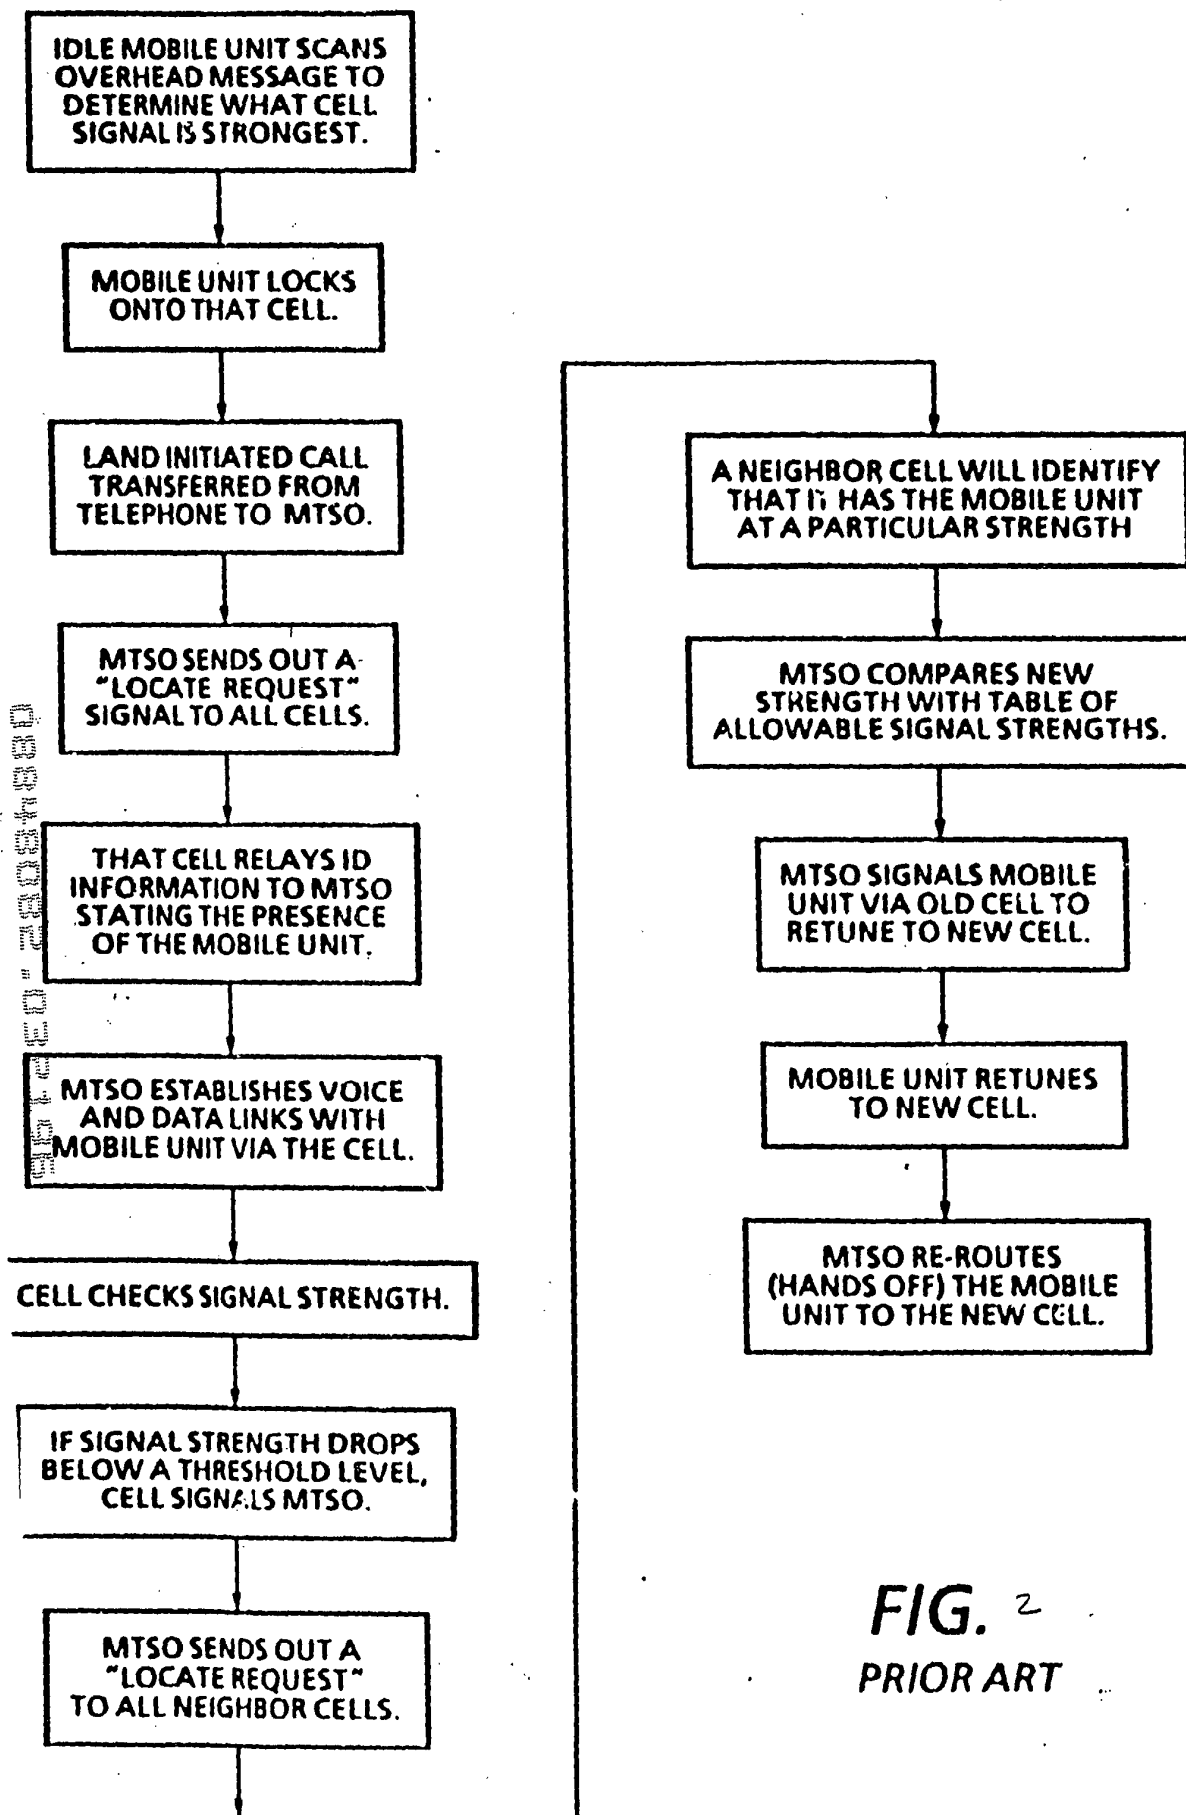 IDLE MOBILE UNIT SCANS
OVERHEAD MESSAGE TO
DETERMINE WHAT CELL
SIGNAL IS STRONGEST.
MOBILE UNIT LOCKS
ONTO THAT CELL.
LAND INITIATED CALL
TRANSFERRED FROM
TELEPHONE TO MTSO.
MTSO SENDS OUT A
"LOCATE REQUEST"
SIGNAL TO ALL CELLS.
THAT CELL RELAYS ID
INFORMATION TO MTSO
STATING THE PRESENCE
OF THE MOBILE UNIT.
MTSO ESTABLISHES VOICE
AND DATA LINKS WITH
MOBILE UNIT VIA THE CELL.
CELL CHECKS SIGNAL STRENGTH.
IF SIGNAL STRENGTH DROPS
BELOW A THRESHOLD LEVEL,
CELL SIGNALS MTSO.
MTSO SENDS OUT A
"LOCATE REQUEST"
TO ALL NEIGHBOR CELLS.
A NEIGHBOR CELL WILL IDENTIFY
THAT IT HAS THE MOBILE UNIT
AT A PARTICULAR STRENGTH
MTSO COMPARES NEW
STRENGTH WITH TABLE OF
ALLOWABLE SIGNAL STRENGTHS.
MTSO SIGNALS MOBILE
UNIT VIA OLD CELL TO
RETUNE TO NEW CELL.
MOBILE UNIT RETUNES
TO NEW CELL.
MTSO RE-ROUTES
(HANDS OFF) THE MOBILE
UNIT TO THE NEW CELL.
FIG. 2
PRIOR ART